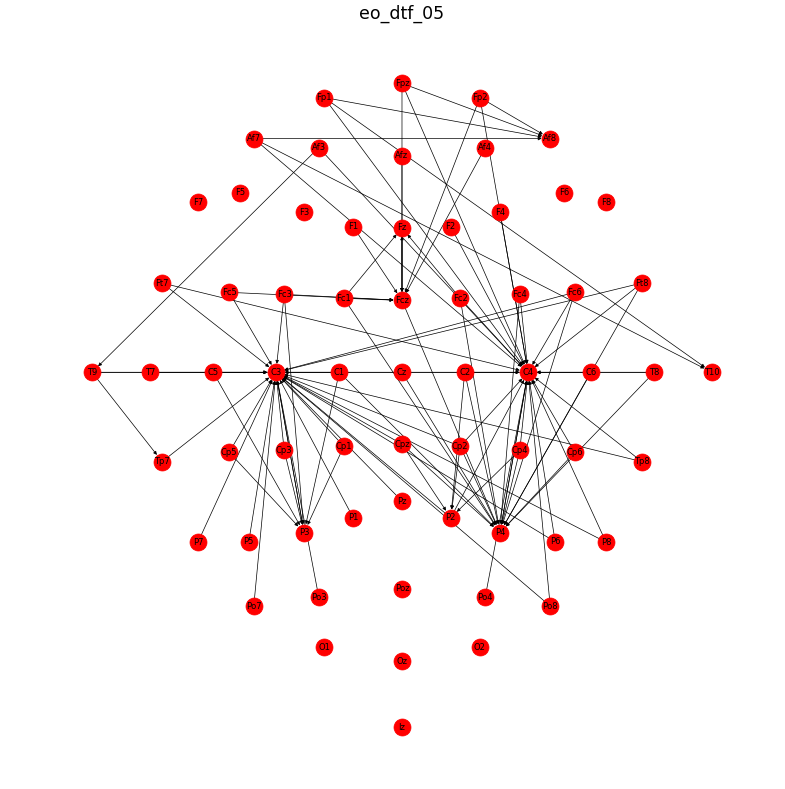 eo_dtf_05
Fpz
Fp1 Fp2
Af7 Af8
Af3 Af4
Afz
F5 F6
F7 F8
F3 F4
F1 Fz F2
Ft7 Ft8
Fc5 Fc6
Fc3 Fc1 Fcz Fc2 Fc4
T9 T7 C5 C3 C1 Cz C2 C4 C6 T8 T10
Cpz
Cp5 Cp3 Cp1 Cp2 Cp4 Cp6
Tp7 Tp8
Pz
P1 P2
P3 P4
P7 P5 P6 P8
Poz
Po3 Po4
Po7 Po8
O1 O2
Oz
Iz